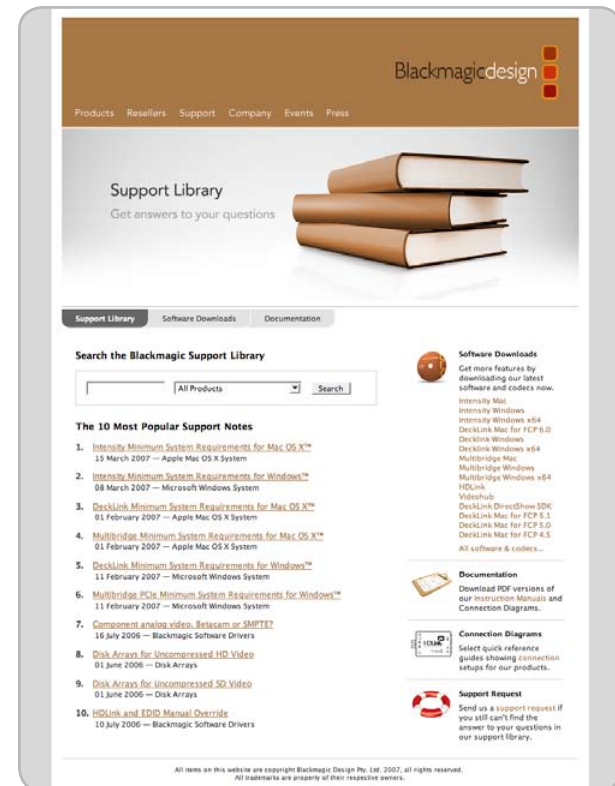 Blackmagicdesign
Products Resellers Support Company Events Press
Support Library
Get answers to your questions
Support Library Software Downloads Documentation
Search the Blackmagic Support Library
All Products Search
The 10 Most Popular Support Notes
1. Intensity Minimum System Requirements for Mac OS X™
15 March 2007 — Apple Mac OS X System
2. Intensity Minimum System Requirements for Windows™
08 March 2007 — Microsoft Windows System
3. DeckLink Minimum System Requirements for Mac OS X™
01 February 2007 — Apple Mac OS X System
4. Multibridge Minimum System Requirements for Mac OS X™
01 February 2007 — Apple Mac OS X System
5. DeckLink Minimum System Requirements for Windows™
11 February 2007 — Microsoft Windows System
6. Multibridge PCIe Minimum System Requirements for Windows™
11 February 2007 — Microsoft Windows System
7. Component analog video. Betacam or SMPTE?
16 July 2006 — Blackmagic Software Drivers
8. Disk Arrays for Uncompressed HD Video
01 June 2006 — Disk Arrays
9. Disk Arrays for Uncompressed SD Video
01 June 2006 — Disk Arrays
10. HDLink and EDID Manual Override
10 July 2006 — Blackmagic Software Drivers
Software Downloads
Get more features by
downloading our latest
software and codecs now.
Intensity Mac
Intensity Windows
Intensity Windows x64
DeckLink Mac for FCP 6.0
Decklink Windows
Decklink Windows x64
Multibridge Mac
Multibridge Windows
Multibridge Windows x64
HDLink
Videohub
DeckLink DirectShow SDK
DeckLink Mac for FCP 5.1
DeckLink Mac for FCP 5.0
DeckLink Mac for FCP 4.5
All software & codecs...
Documentation
Download PDF versions of
our Instruction Manuals and
Connection Diagrams.
Connection Diagrams
Select quick reference
guides showing connection
setups for our products.
Support Request
Send us a support request if
you still can't find the
answer to your questions in
our support library.
All items on this website are copyright Blackmagic Design Pty. Ltd. 2007, all rights reserved.
All trademarks are property of their respective owners.